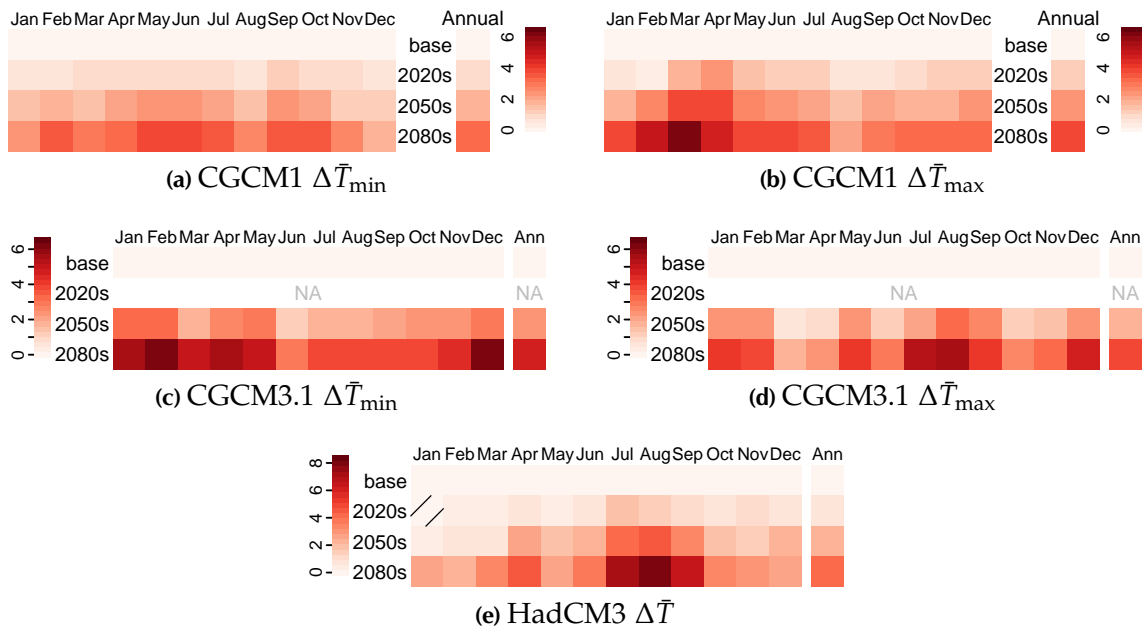 Jan Feb Mar Apr May Jun Jul Aug Sep Oct Nov Dec Annual
base
2020s
2050s
2080s
0 2 4 6
(a) CGCM1 ΔT̄min
Jan Feb Mar Apr May Jun Jul Aug Sep Oct Nov Dec Annual
base
2020s
2050s
2080s
0 2 4 6
(b) CGCM1 ΔT̄max
Jan Feb Mar Apr May Jun Jul Aug Sep Oct Nov Dec Ann
0 2 4 6
base
2020s NA NA
2050s
2080s
(c) CGCM3.1 ΔT̄min
Jan Feb Mar Apr May Jun Jul Aug Sep Oct Nov Dec Ann
0 2 4 6
base
2020s NA NA
2050s
2080s
(d) CGCM3.1 ΔT̄max
Jan Feb Mar Apr May Jun Jul Aug Sep Oct Nov Dec Ann
0 2 4 6 8
base
2020s
2050s
2080s
(e) HadCM3 ΔT̄